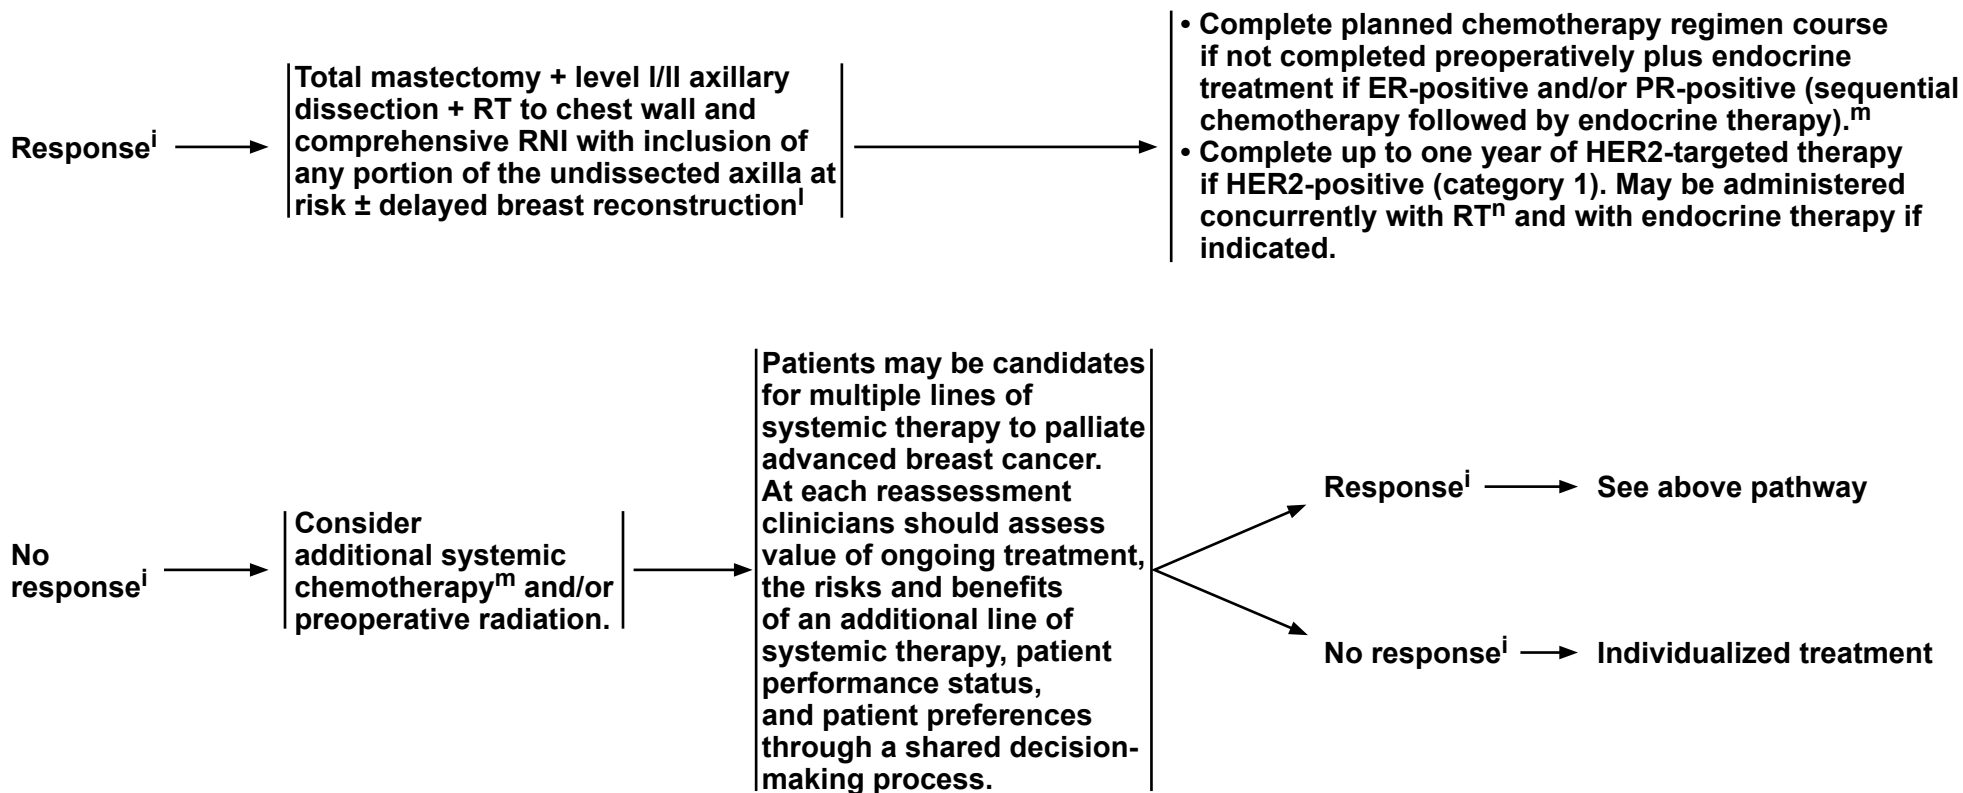 Responseⁱ
Total mastectomy + level I/II axillary
dissection + RT to chest wall and
comprehensive RNI with inclusion of
any portion of the undissected axilla at
risk ± delayed breast reconstructionˡ
• Complete planned chemotherapy regimen course
if not completed preoperatively plus endocrine
treatment if ER-positive and/or PR-positive (sequential
chemotherapy followed by endocrine therapy).ᵐ
• Complete up to one year of HER2-targeted therapy
if HER2-positive (category 1). May be administered
concurrently with RTⁿ and with endocrine therapy if
indicated.
No
responseⁱ
Consider
additional systemic
chemotherapyᵐ and/or
preoperative radiation.
Patients may be candidates
for multiple lines of
systemic therapy to palliate
advanced breast cancer.
At each reassessment
clinicians should assess
value of ongoing treatment,
the risks and benefits
of an additional line of
systemic therapy, patient
performance status,
and patient preferences
through a shared decision-
making process.
Responseⁱ
See above pathway
No responseⁱ
Individualized treatment